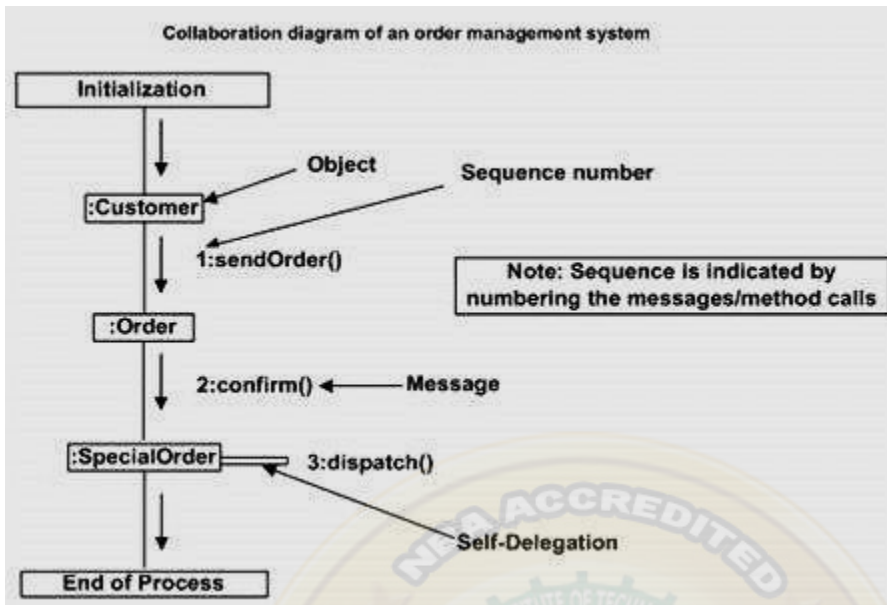 Collaboration diagram of an order management system
Initialization
Object
Sequence number
:Customer
1:sendOrder()
Note: Sequence is indicated by
numbering the messages/method calls
:Order
2:confirm()
Message
:SpecialOrder
3:dispatch()
NBA ACCREDITED
Self-Delegation
End of Process